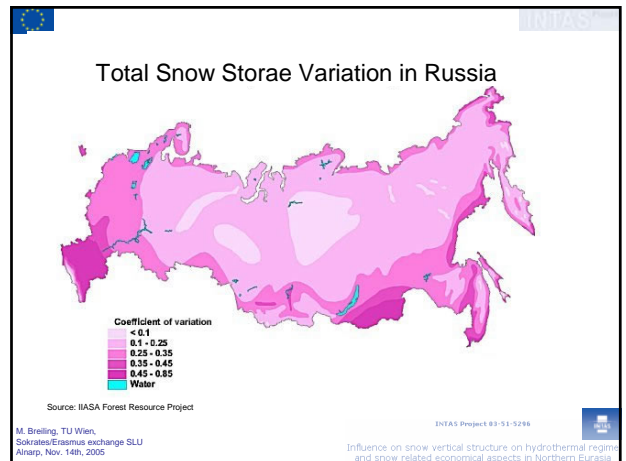 INTAS
Total Snow Storae Variation in Russia
Coefficient of variation
< 0.1
0.1 - 0.25
0.25 - 0.35
0.35 - 0.45
0.45 - 0.85
Water
Source: IIASA Forest Resource Project
M. Breiling, TU Wien,
Sokrates/Erasmus exchange SLU
Alnarp, Nov. 14th, 2005
INTAS Project 03-51-5296
INTAS
Influence on snow vertical structure on hydrothermal regime
and snow related economical aspects in Northern Eurasia